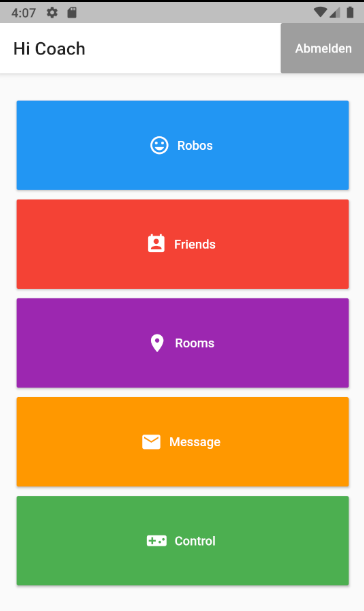 4:07
Hi Coach
Abmelden
Robos
Friends
Rooms
Message
Control